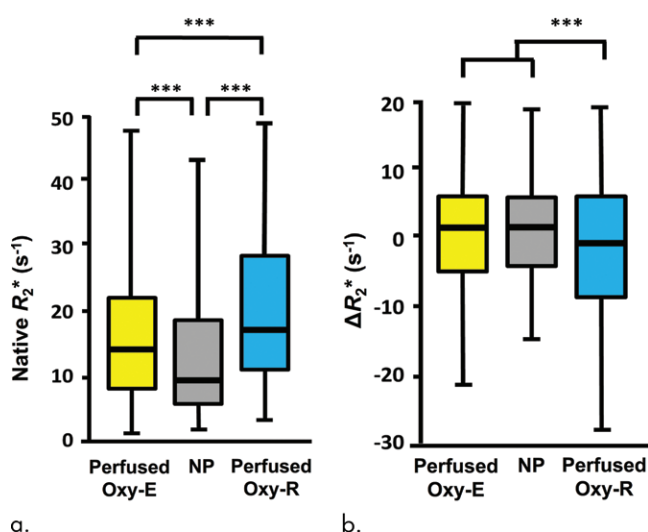 ***
***
***
***
Native R₂* (s⁻¹)
50
40
30
20
10
0
Perfused
Oxy-E
NP
Perfused
Oxy-R
a.
ΔR₂* (s⁻¹)
20
10
0
-10
-20
-30
Perfused
Oxy-E
NP
Perfused
Oxy-R
b.